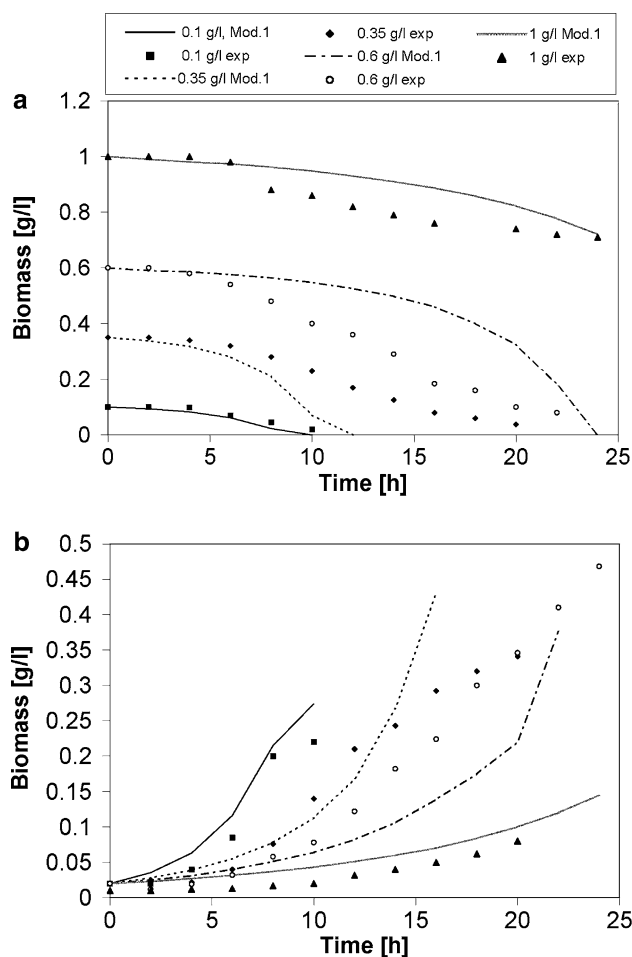 0.1 g/l, Mod.1
0.35 g/l exp
1 g/l Mod.1
0.1 g/l exp
0.6 g/l Mod.1
1 g/l exp
0.35 g/l Mod.1
0.6 g/l exp
a
1.2
1
0.8
0.6
0.4
0.2
0
Biomass [g/l]
0 5 10 15 20 25
Time [h]
b
0.5
0.45
0.4
0.35
0.3
0.25
0.2
0.15
0.1
0.05
0
Biomass [g/l]
0 5 10 15 20 25
Time [h]